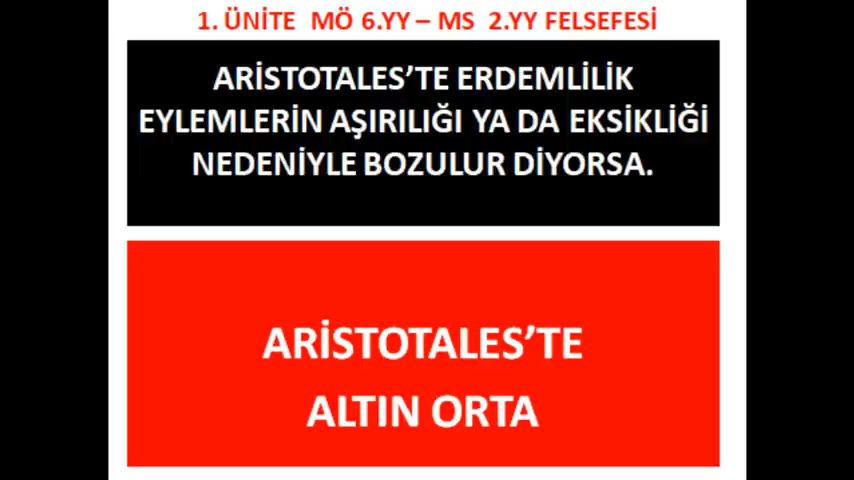 1. ÜNİTE MÖ 6.YY – MS 2.YY FELSEFESİ
ARİSTOTALES’TE ERDEMLİLİK
EYLEMLERİN AŞIRILIĞI YA DA EKSİKLİĞİ
NEDENİYLE BOZULUR DİYORSA.
ARİSTOTALES’TE
ALTIN ORTA